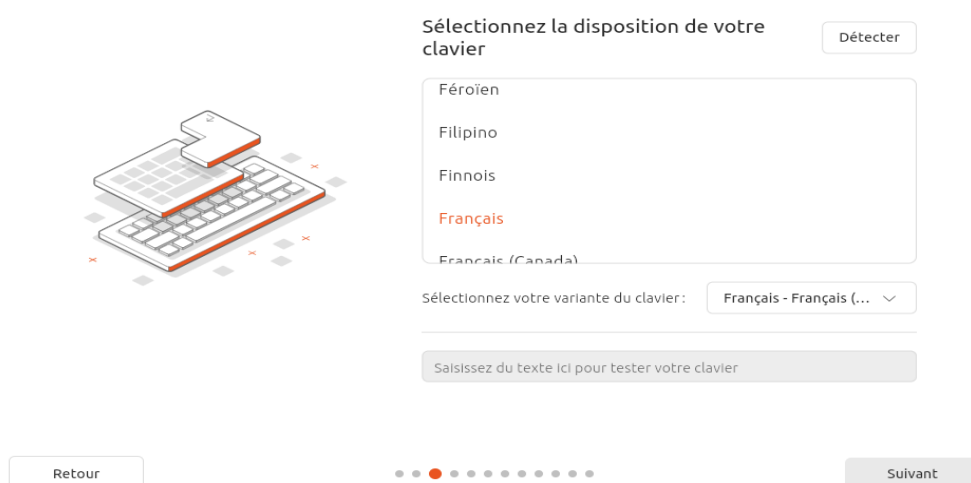 Sélectionnez la disposition de votre
clavier
Détecter
Féroïen
Filipino
Finnois
Français
Français (Canada)
Sélectionnez votre variante du clavier :
Français - Français (...
Saisissez du texte ici pour tester votre clavier
Retour
Suivant